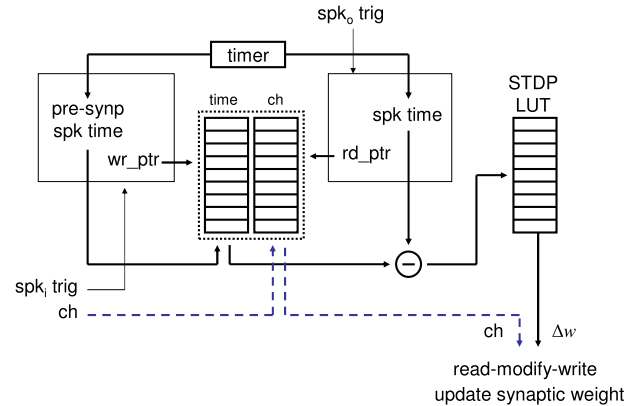 spko trig
timer
pre-synp
spk time
wr_ptr
time
ch
spk time
rd_ptr
STDP
LUT
−
spki trig
ch
ch
Δw
read-modify-write
update synaptic weight